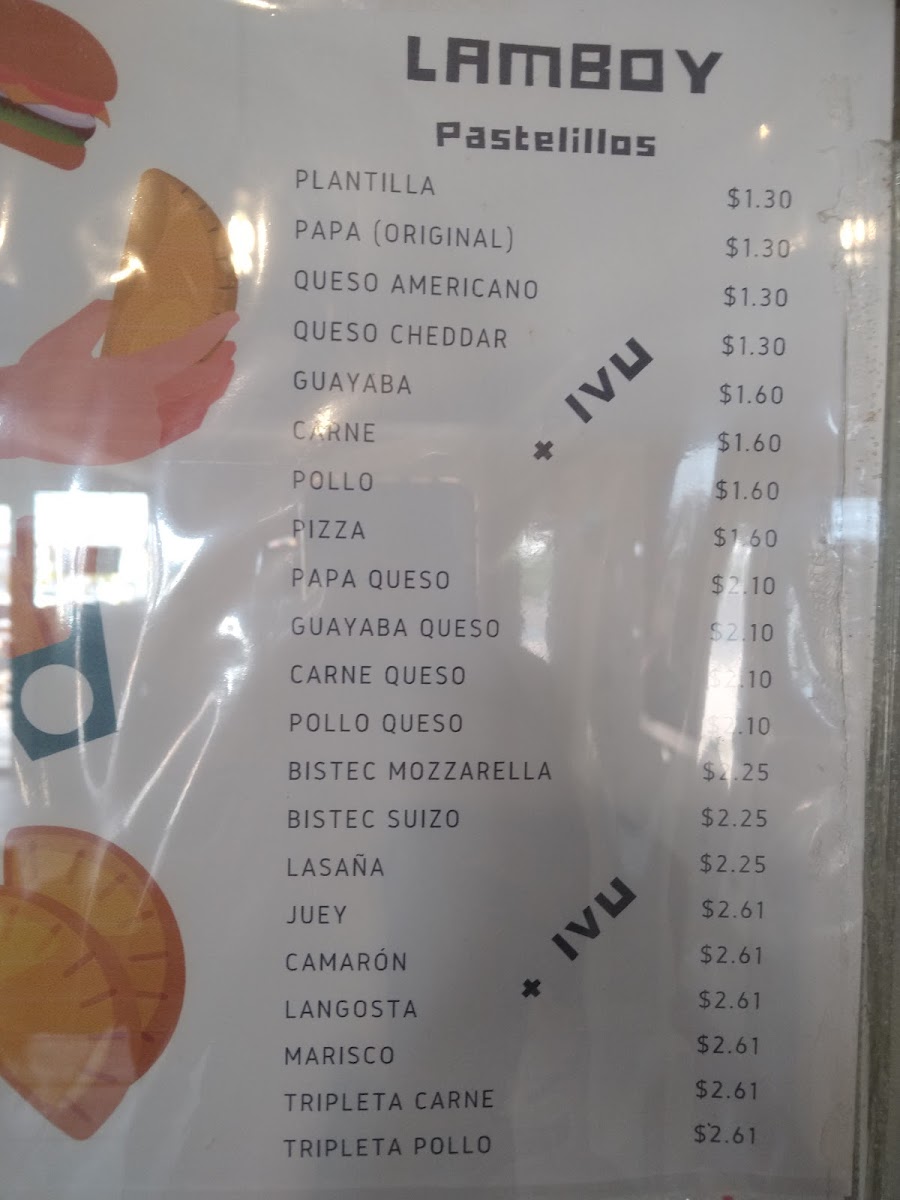 LAMBOY
Pastelillos
PLANTILLA $1.30
PAPA (ORIGINAL) $1.30
QUESO AMERICANO $1.30
QUESO CHEDDAR $1.30
GUAYABA $1.60
+ IVU
CARNE $1.60
POLLO $1.60
PIZZA $1.60
PAPA QUESO $2.10
GUAYABA QUESO $2.10
CARNE QUESO $2.10
POLLO QUESO $2.10
BISTEC MOZZARELLA $2.25
BISTEC SUIZO $2.25
LASAÑA $2.25
JUEY $2.61
+ IVU
CAMARÓN $2.61
LANGOSTA $2.61
MARISCO $2.61
TRIPLETA CARNE $2.61
TRIPLETA POLLO $2.61